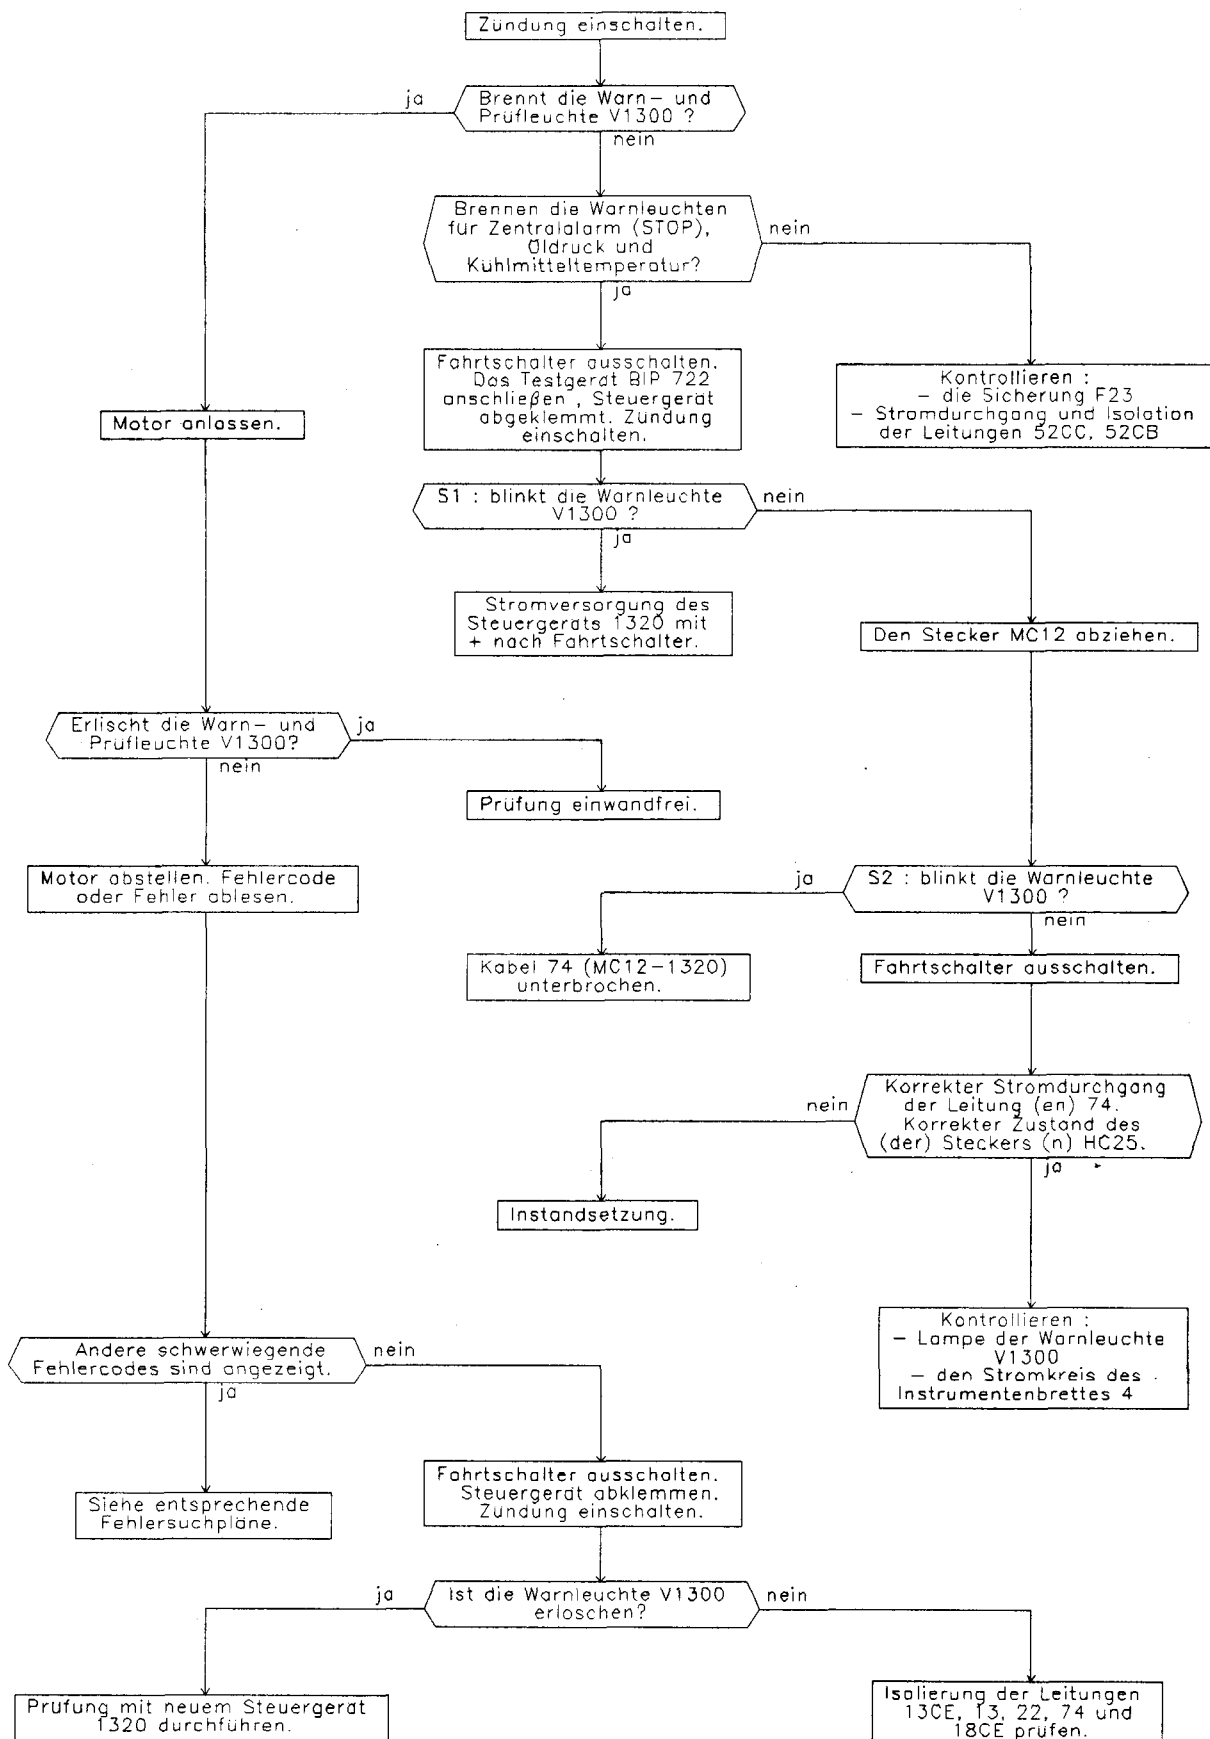 Zündung einschalten.
ja
Brennt die Warn– und
Prüfleuchte V1300 ?
nein
Brennen die Warnleuchten
für Zentralalarm (STOP),
Öldruck und
Kühlmitteltemperatur?
nein
ja
Fahrtschalter ausschalten.
Das Testgerät BIP 722
anschließen , Steuergerät
abgeklemmt. Zündung
einschalten.
Kontrollieren :
– die Sicherung F23
– Stromdurchgang und Isolation
der Leitungen 52CC, 52CB
Motor anlassen.
S1 : blinkt die Warnleuchte
V1300 ?
nein
ja
Stromversorgung des
Steuergeräts 1320 mit
+ nach Fahrtschalter.
Den Stecker MC12 abziehen.
Erlischt die Warn– und
Prüfleuchte V1300?
ja
nein
Prüfung einwandfrei.
Motor abstellen. Fehlercode
oder Fehler ablesen.
ja
S2 : blinkt die Warnleuchte
V1300 ?
nein
Kabel 74 (MC12–1320)
unterbrochen.
Fahrtschalter ausschalten.
nein
Korrekter Stromdurchgang
der Leitung (en) 74.
Korrekter Zustand des
(der) Steckers (n) HC25.
ja
Instandsetzung.
Kontrollieren :
– Lampe der Warnleuchte
V1300
– den Stromkreis des
Instrumentenbrettes 4
Andere schwerwiegende
Fehlercodes sind angezeigt.
nein
ja
Siehe entsprechende
Fehlersuchpläne.
Fahrtschalter ausschalten.
Steuergerät abklemmen.
Zündung einschalten.
ja
Ist die Warnleuchte V1300
erloschen?
nein
Prüfung mit neuem Steuergerät
1320 durchführen.
Isolierung der Leitungen
13CE, 13, 22, 74 und
18CE prüfen.